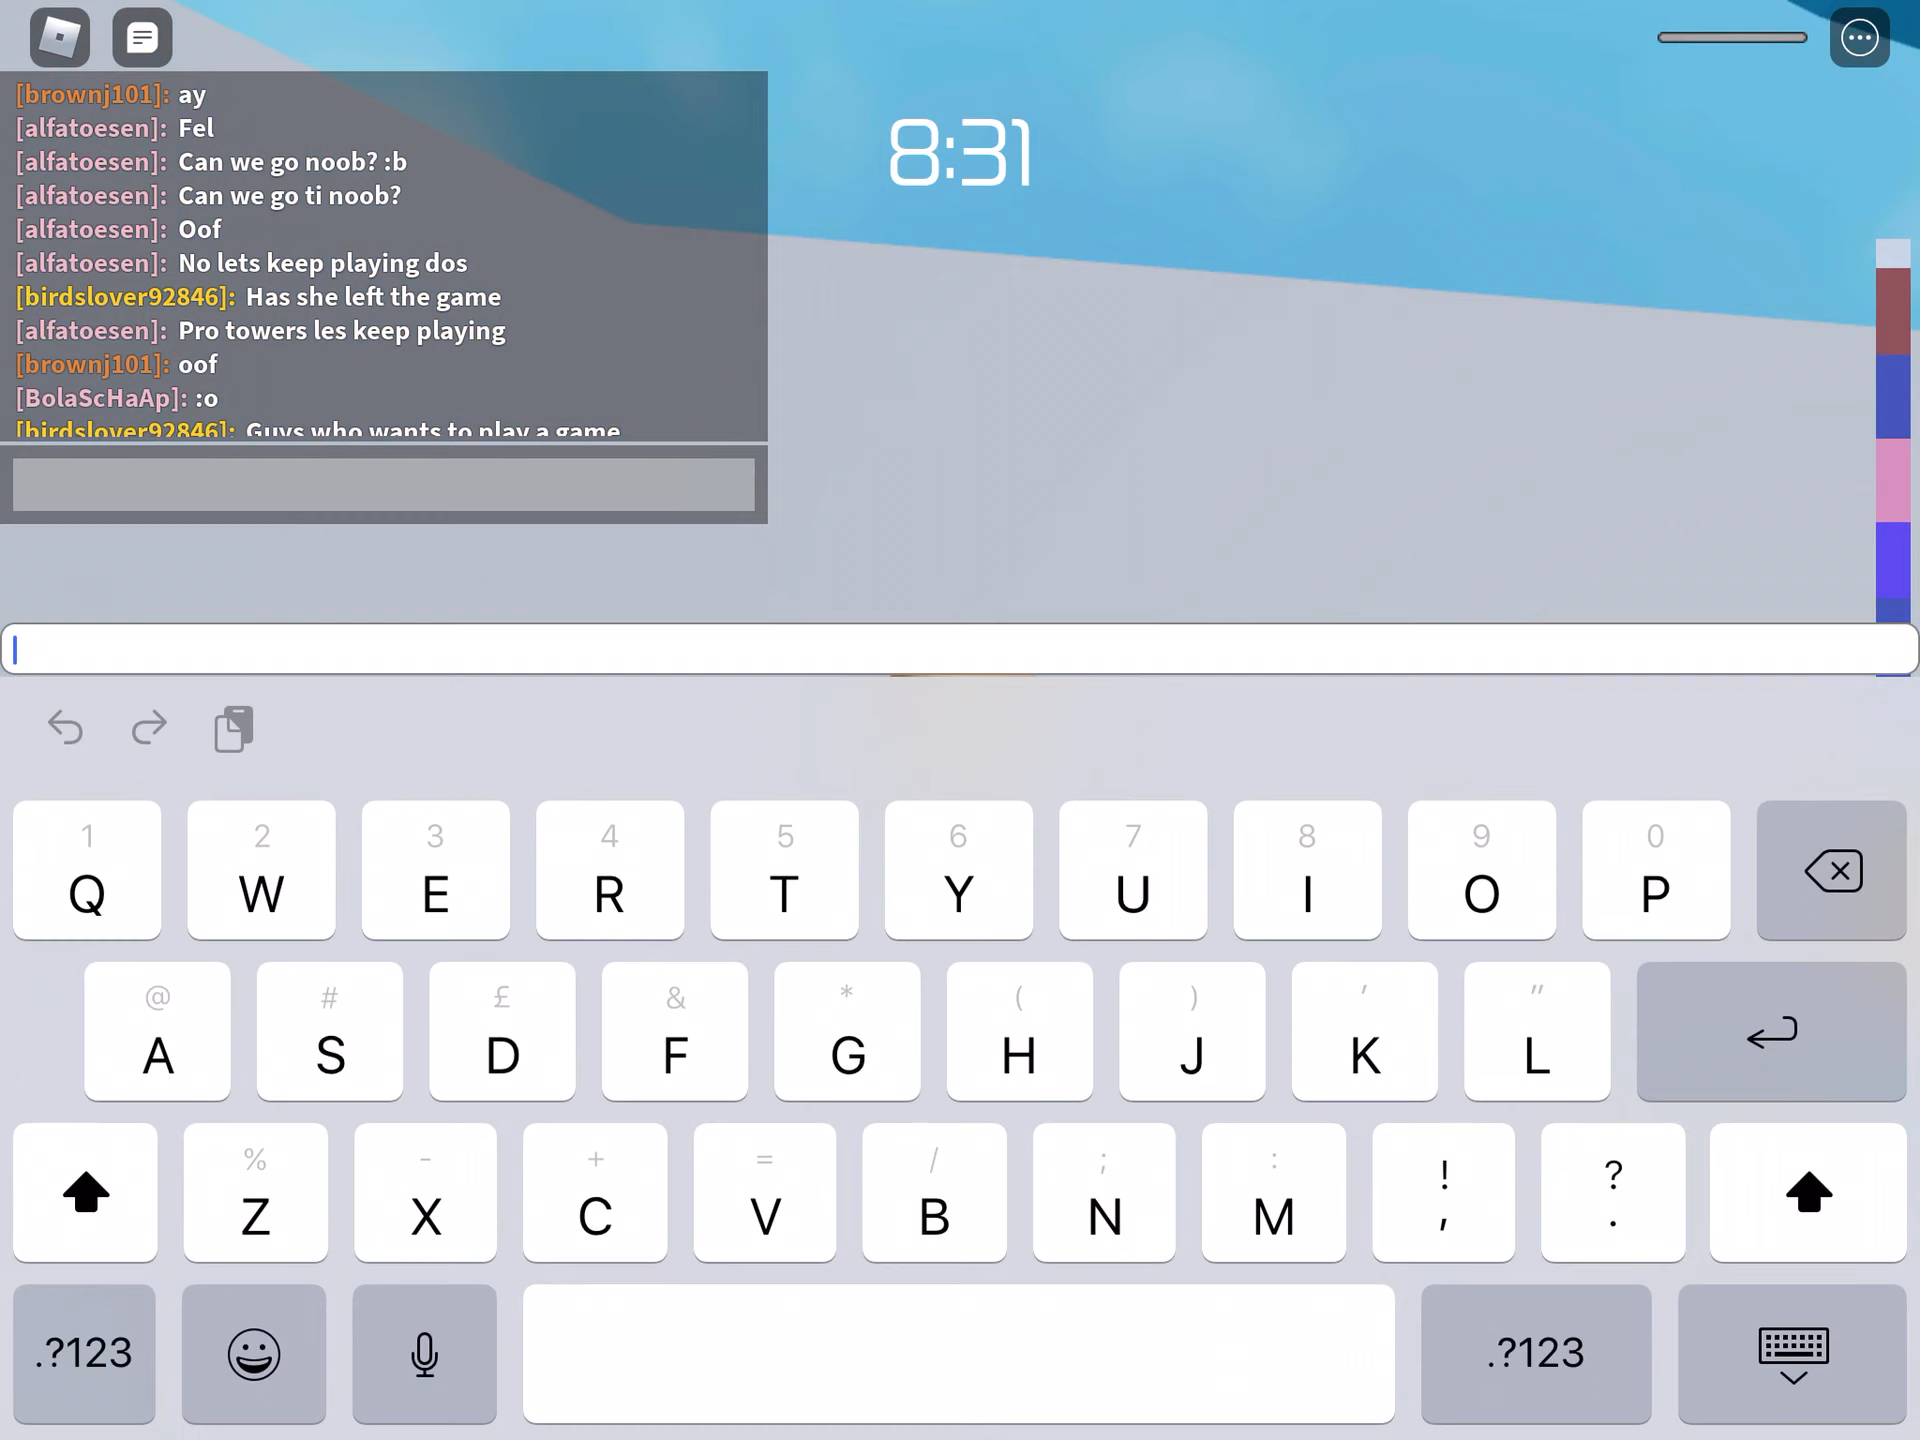 [brownj101]: ay
8:31
[alfatoesen]: Fel
[alfatoesen]: Can we go noob? :b
[alfatoesen]: Can we go ti noob?
[alfatoesen]: Oof
[alfatoesen]: No lets keep playing dos
[birdslover92846]: Has she left the game
[alfatoesen]: Pro towers les keep playing
[brownj101]: oof
[BolaScHaAp]: :o
[birdslover92846]: Guys who wants to play a game
1 2 3 4 5 6 7 8 9 0
Q W E R T Y U I O P
@ # £ & * ( ) ' "
A S D F G H J K L
% - + = / ; : ! ?
Z X C V B N M , .
.?123 .?123